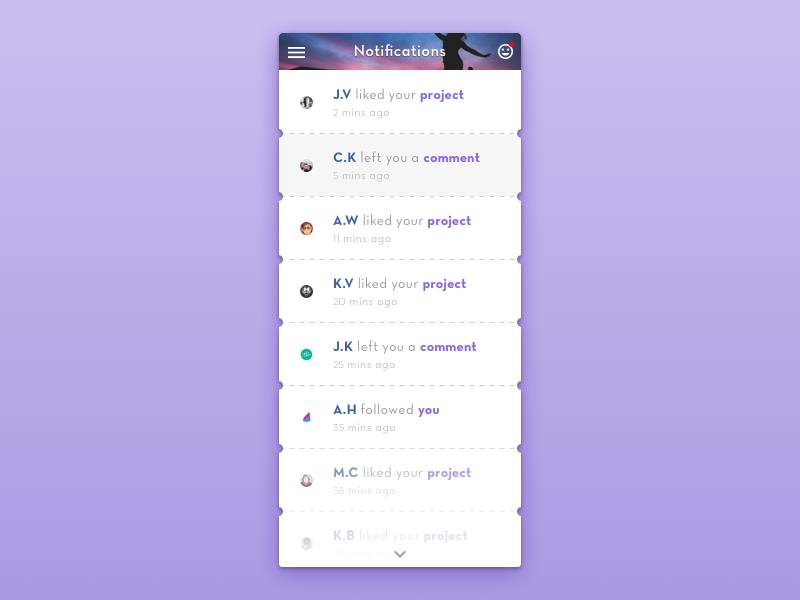 Notifications
J.V liked your project
2 mins ago
C.K left you a comment
5 mins ago
A.W liked your project
11 mins ago
K.V liked your project
20 mins ago
J.K left you a comment
25 mins ago
A.H followed you
35 mins ago
M.C liked your project
38 mins ago
K.B liked your project